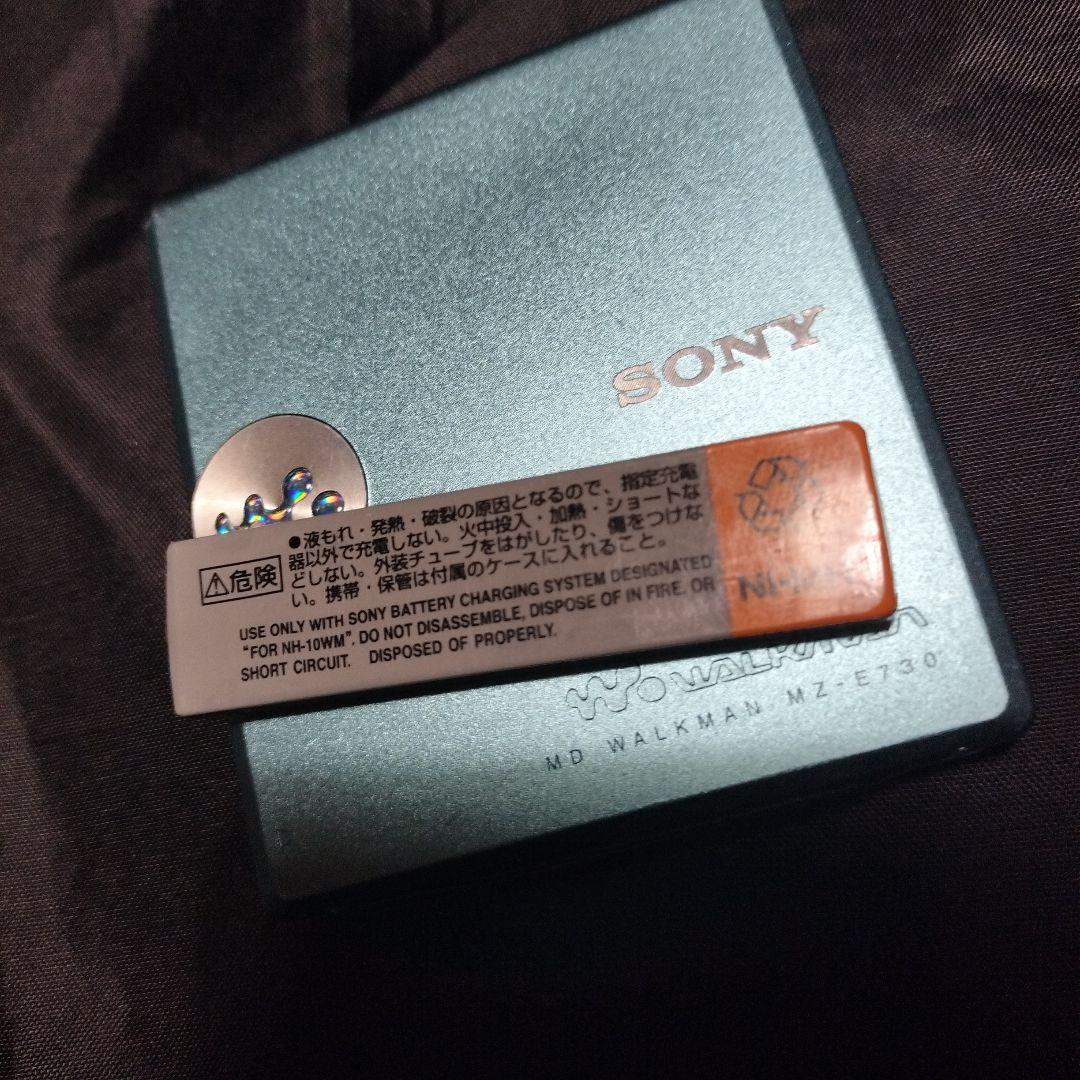 SONY
⚠危険
●液もれ・発熱・破裂の原因となるので、指定充電
器以外で充電しない。火中投入・加熱・ショートな
どしない。外装チューブをはがしたり、傷をつけな
い。携帯・保管は付属のケースに入れること。
USE ONLY WITH SONY BATTERY CHARGING SYSTEM DESIGNATED
"FOR NH-10WM". DO NOT DISASSEMBLE, DISPOSE OF IN FIRE, OR
SHORT CIRCUIT. DISPOSED OF PROPERLY.
WALKMAN
MD WALKMAN MZ-E730